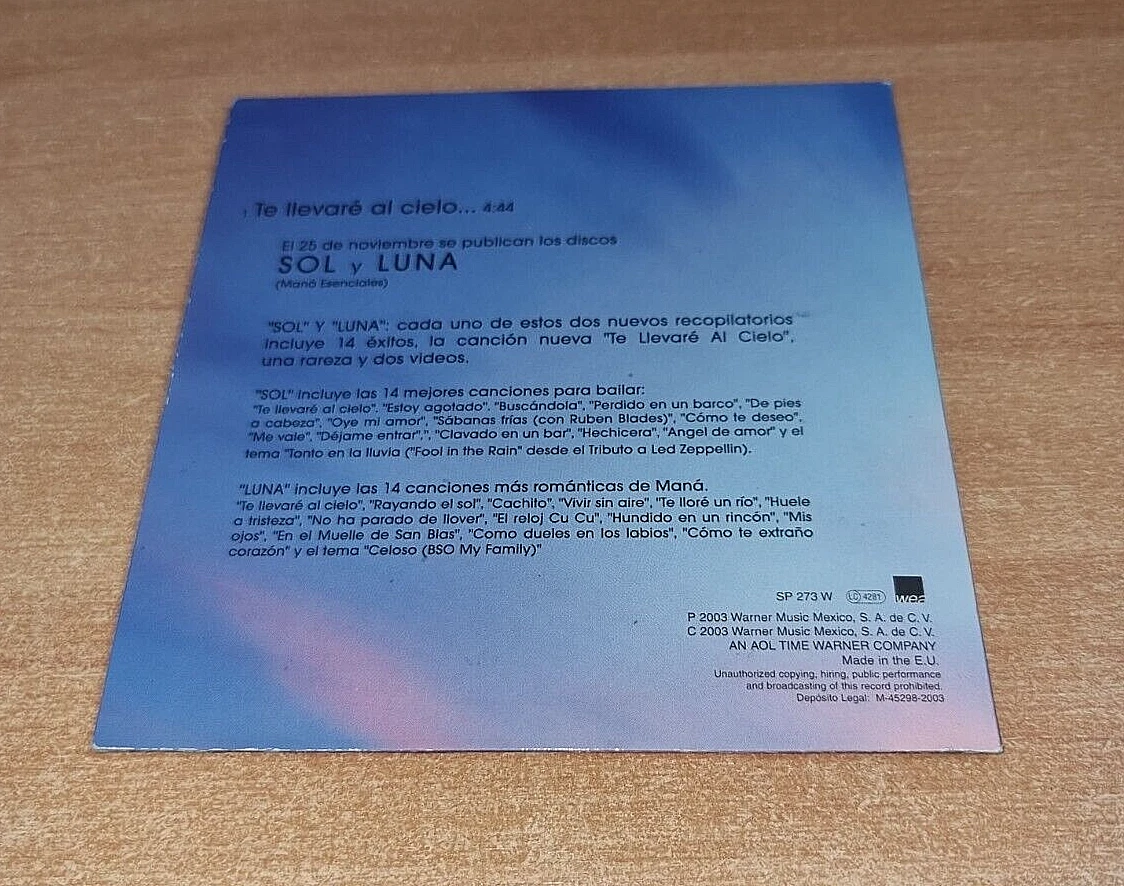 1 Te llevaré al cielo... 4:44
El 25 de noviembre se publican los discos
SOL y LUNA
(Maná Esenciales)
"SOL" Y "LUNA": cada uno de estos dos nuevos recopilatorios
incluye 14 éxitos, la canción nueva "Te Llevaré Al Cielo",
una rareza y dos videos.
"SOL" incluye las 14 mejores canciones para bailar:
"Te llevaré al cielo", "Estoy agotado", "Buscándola", "Perdido en un barco", "De pies
a cabeza", "Oye mi amor", "Sábanas frías (con Ruben Blades)", "Cómo te deseo",
"Me vale", "Déjame entrar",", "Clavado en un bar", "Hechicera", "Angel de amor" y el
tema "Tonto en la lluvia ("Fool in the Rain" desde el Tributo a Led Zeppellin).
"LUNA" incluye las 14 canciones más románticas de Maná.
"Te llevaré al cielo", "Rayando el sol", "Cachito", "Vivir sin aire", "Te lloré un río", "Huele
a tristeza", "No ha parado de llover", "El reloj Cu Cu", "Hundido en un rincón", "Mis
ojos", "En el Muelle de San Blas", "Como dueles en los labios", "Cómo te extraño
corazón" y el tema "Celoso (BSO My Family)"
SP 273 W LC 4281 wea
P 2003 Warner Music Mexico, S. A. de C. V.
C 2003 Warner Music Mexico, S. A. de C. V.
AN AOL TIME WARNER COMPANY
Made in the E.U.
Unauthorized copying, hiring, public performance
and broadcasting of this record prohibited.
Depósito Legal: M-45298-2003